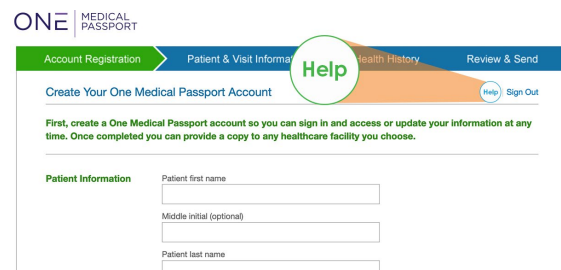 ONE MEDICAL PASSPORT
Account Registration Patient & Visit Informat Health History Review & Send
Help
Create Your One Medical Passport Account Help Sign Out
First, create a One Medical Passport account so you can sign in and access or update your information at any
time. Once completed you can provide a copy to any healthcare facility you choose.
Patient Information Patient first name
Middle initial (optional)
Patient last name